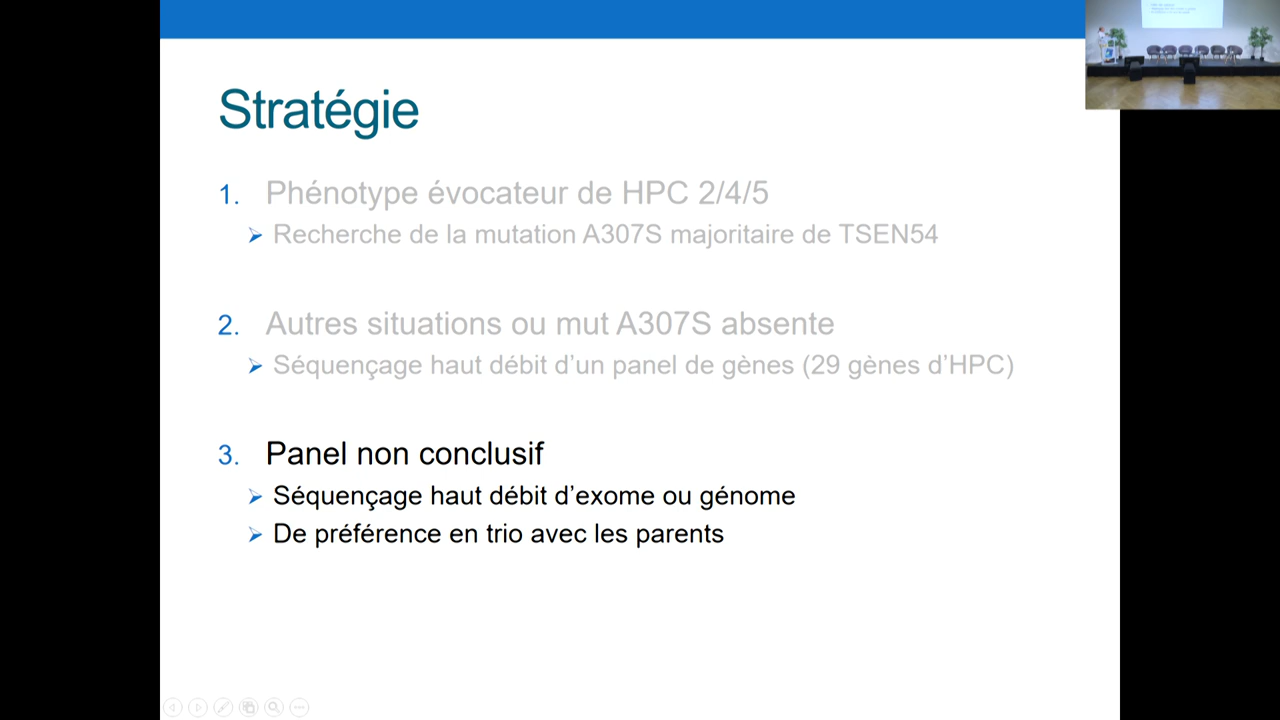 Stratégie
1. Phénotype évocateur de HPC 2/4/5
Recherche de la mutation A307S majoritaire de TSEN54
2. Autres situations ou mut A307S absente
Séquençage haut débit d’un panel de gènes (29 gènes d’HPC)
3. Panel non conclusif
Séquençage haut débit d’exome ou génome
De préférence en trio avec les parents